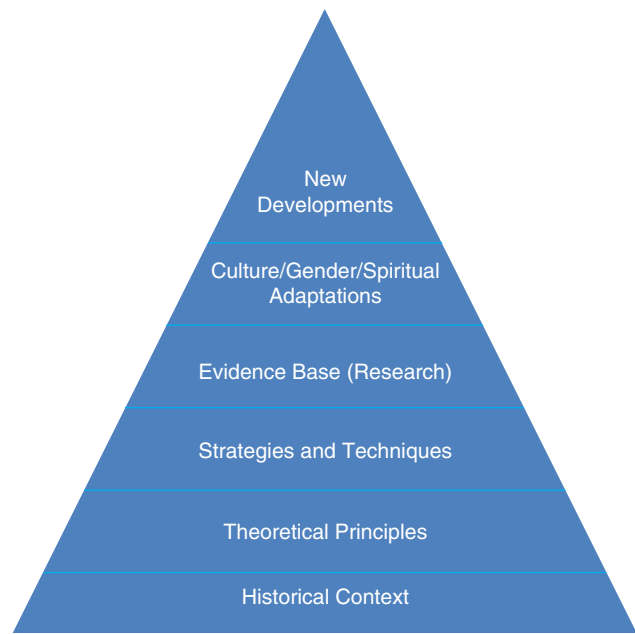 New
Developments
Culture/Gender/Spiritual
Adaptations
Evidence Base (Research)
Strategies and Techniques
Theoretical Principles
Historical Context